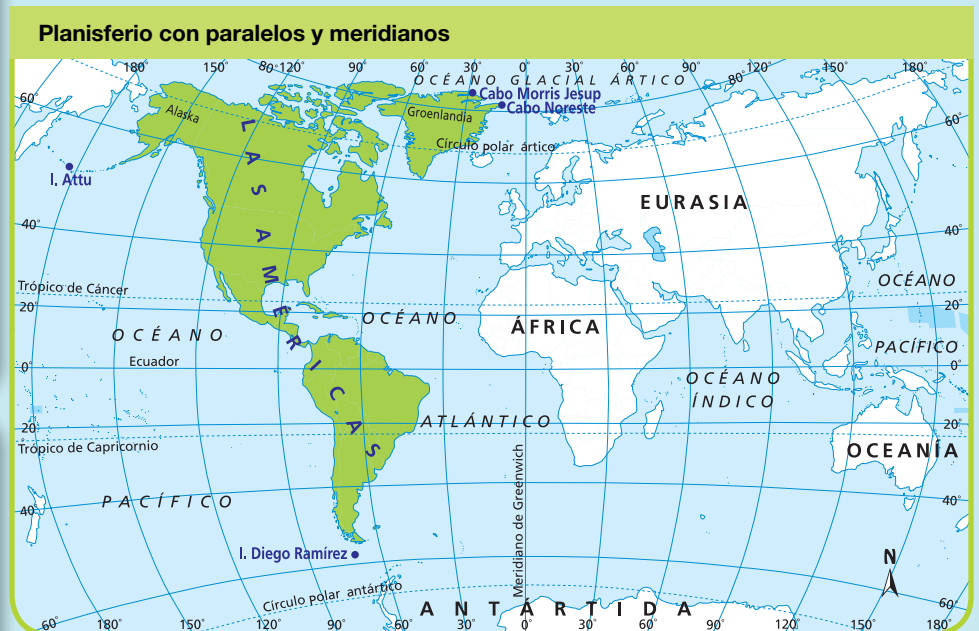 Planisferio con paralelos y meridianos
180° 150° 80° 120° 90° 60° 30° 0° 30° 60° 90° 80° 120° 150° 180°
OCÉANO GLACIAL ÁRTICO
Cabo Morris Jesup
Cabo Noreste
60°
60°
Alaska
Groenlandia
Círculo polar ártico
I. Attu
LAS AMÉRICAS
EURASIA
40°
40°
OCÉANO
Trópico de Cáncer
20°
20°
OCÉANO
OCÉANO
ÁFRICA
PACÍFICO
Ecuador
0°
0°
OCÉANO
ÍNDICO
ATLÁNTICO
20°
20°
Trópico de Capricornio
OCEANÍA
PACÍFICO
40°
40°
Meridiano de Greenwich
I. Diego Ramírez
N
Círculo polar antártico
ANTÁRTIDA
60°
60°
180° 150° 120° 90° 60° 30° 0° 30° 60° 90° 120° 150° 180°